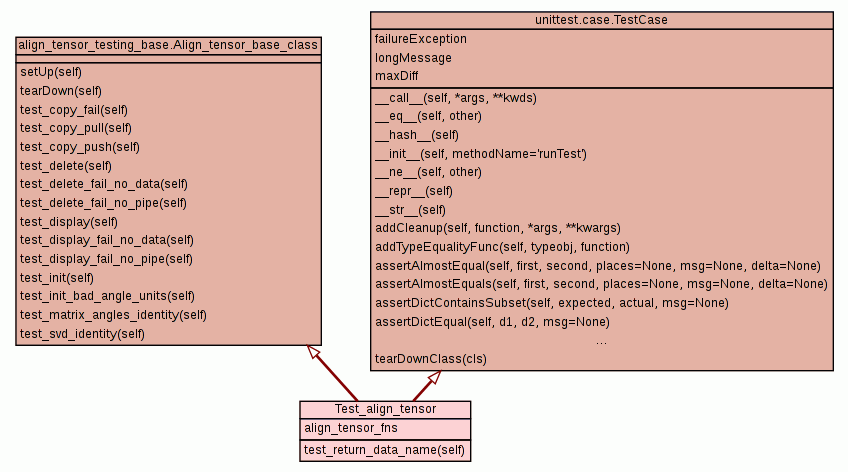 align_tensor_testing_base.Align_tensor_base_class
setUp(self)
tearDown(self)
test_copy_fail(self)
test_copy_pull(self)
test_copy_push(self)
test_delete(self)
test_delete_fail_no_data(self)
test_delete_fail_no_pipe(self)
test_display(self)
test_display_fail_no_data(self)
test_display_fail_no_pipe(self)
test_init(self)
test_init_bad_angle_units(self)
test_matrix_angles_identity(self)
test_svd_identity(self)
unittest.case.TestCase
failureException
longMessage
maxDiff
__call__(self, *args, **kwds)
__eq__(self, other)
__hash__(self)
__init__(self, methodName='runTest')
__ne__(self, other)
__repr__(self)
__str__(self)
addCleanup(self, function, *args, **kwargs)
addTypeEqualityFunc(self, typeobj, function)
assertAlmostEqual(self, first, second, places=None, msg=None, delta=None)
assertAlmostEquals(self, first, second, places=None, msg=None, delta=None)
assertDictContainsSubset(self, expected, actual, msg=None)
assertDictEqual(self, d1, d2, msg=None)
...
tearDownClass(cls)
Test_align_tensor
align_tensor_fns
test_return_data_name(self)